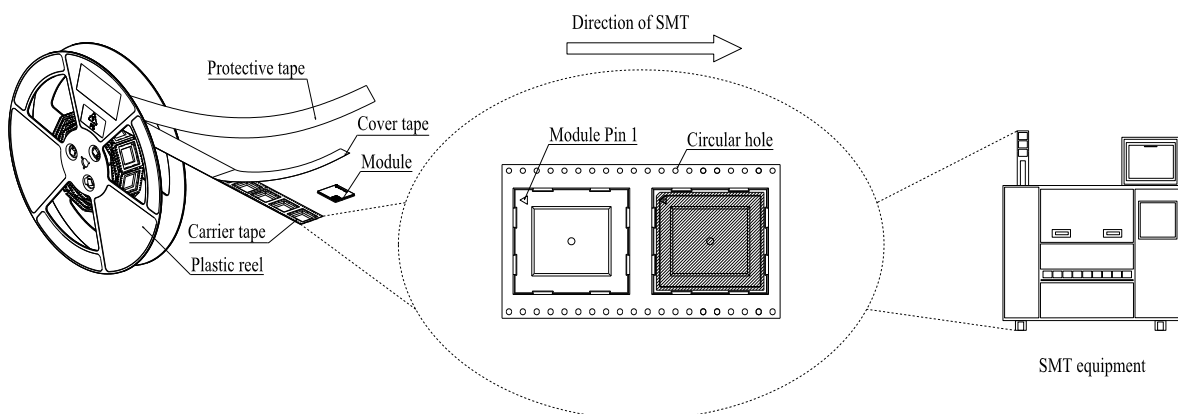 Direction of SMT
Protective tape
Cover tape
Module
Carrier tape
Plastic reel
Module Pin 1
Circular hole
SMT equipment